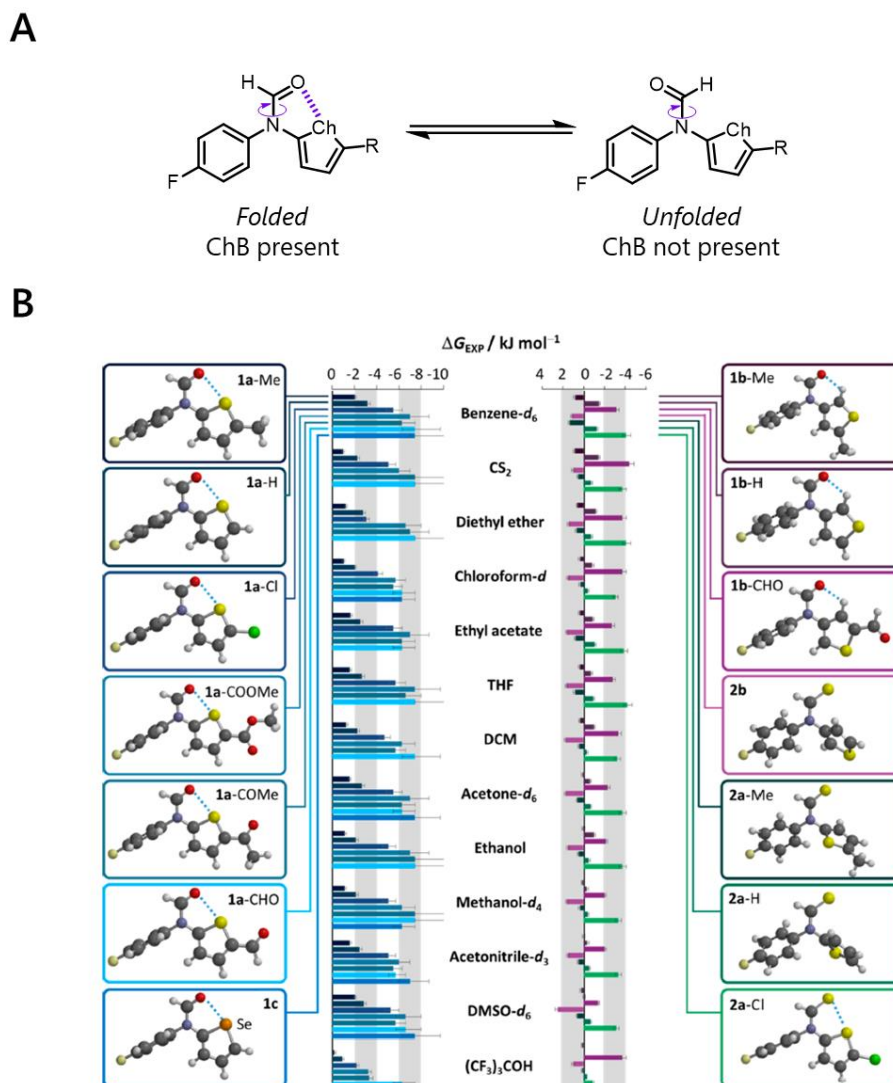 A
H O
N Ch R
F
Folded
ChB present
O H
N Ch R
F
Unfolded
ChB not present
B
ΔG_EXP / kJ mol⁻¹
0 -2 -4 -6 -8 -10
4 2 0 -2 -4 -6
1a-Me
1a-H
1a-Cl
1a-COOMe
1a-COMe
1a-CHO
1c
Se
Benzene-d₆
CS₂
Diethyl ether
Chloroform-d
Ethyl acetate
THF
DCM
Acetone-d₆
Ethanol
Methanol-d₄
Acetonitrile-d₃
DMSO-d₆
(CF₃)₃COH
1b-Me
1b-H
1b-CHO
2b
2a-Me
2a-H
2a-Cl